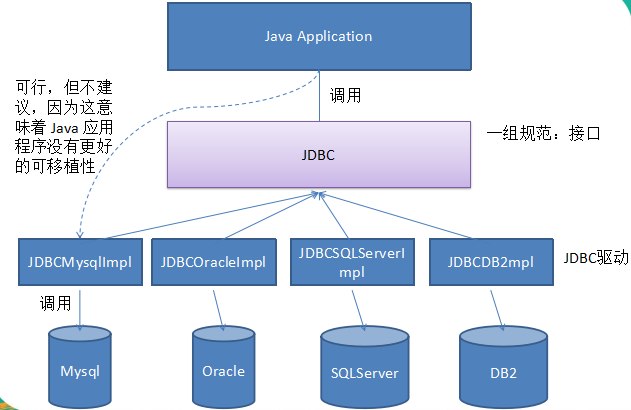 Java Application
可行，但不建
议，因为这意
味着 Java 应用
程序没有更好
的可移植性
调用
JDBC
一组规范：接口
JDBCMysqlImpl
JDBCOracleImpl
JDBCSQLServerI
mpl
JDBCDB2mpl
JDBC驱动
调用
Mysql
Oracle
SQLServer
DB2